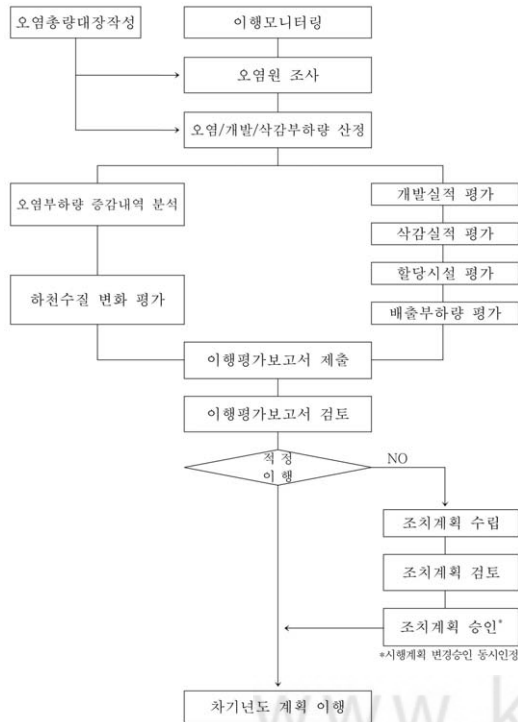 오염총량대장작성
이행모니터링
오염원 조사
오염/개발/삭감부하량 산정
오염부하량 증감내역 분석
하천수질 변화 평가
개발실적 평가
삭감실적 평가
할당시설 평가
배출부하량 평가
이행평가보고서 제출
이행평가보고서 검토
적정
이행
NO
조치계획 수립
조치계획 검토
조치계획 승인*
*시행계획 변경승인 동시인정
차기년도 계획 이행
www.k